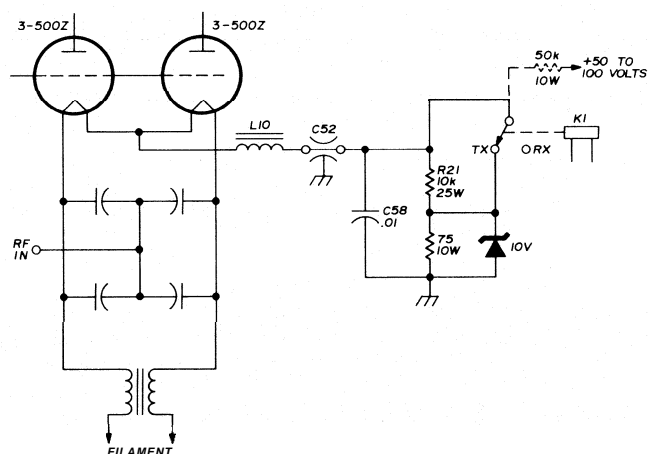 3-500Z
3-500Z
50k
10W
+50 TO
100 VOLTS
L10
C52
K1
TX
RX
R21
10k
25W
C58
.01
75
10W
10V
RF
IN
FILAMENT